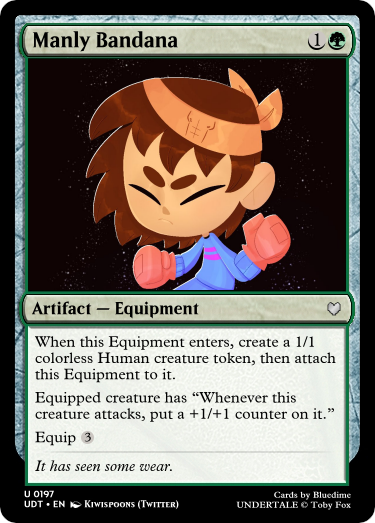 Manly Bandana 1
Artifact — Equipment
When this Equipment enters, create a 1/1
colorless Human creature token, then attach
this Equipment to it.
Equipped creature has “Whenever this
creature attacks, put a +1/+1 counter on it.”
Equip 3
It has seen some wear.
U 0197
UDT • EN Kiwispoons (Twitter)
Cards by Bluedime
UNDERTALE © Toby Fox